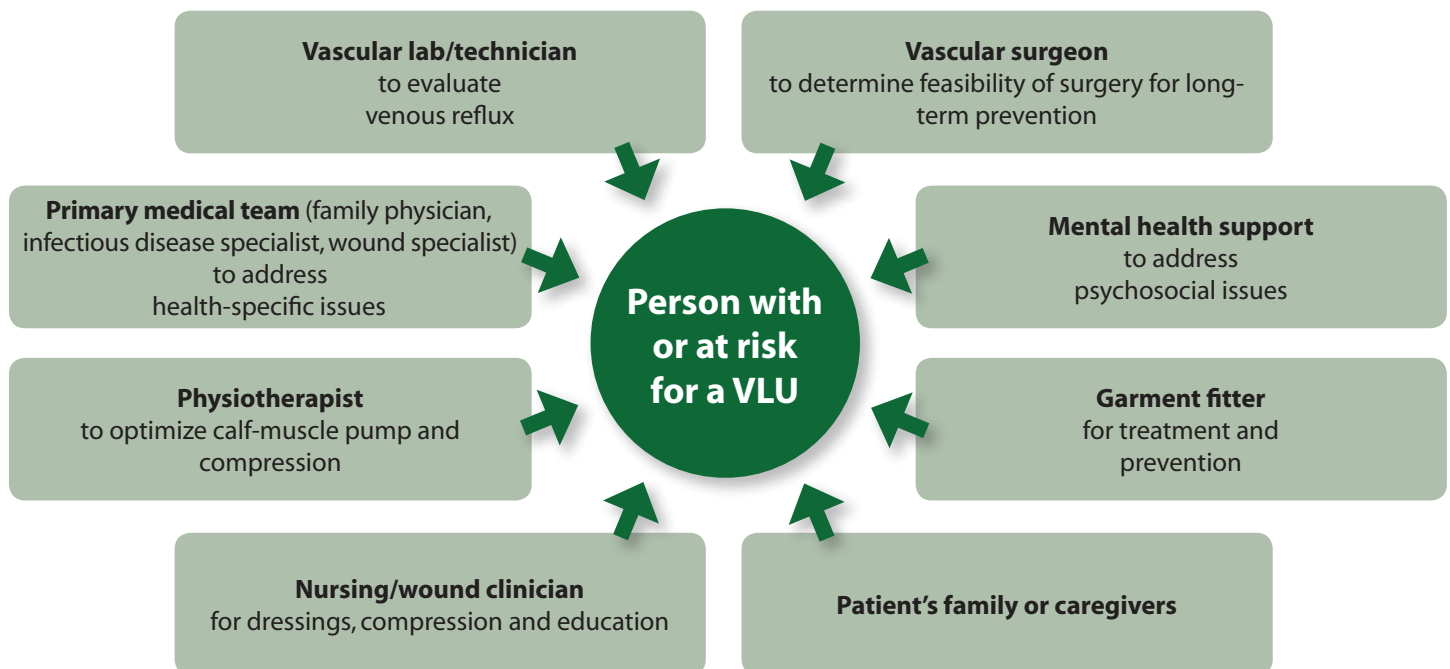 Vascular lab/technician
to evaluate
venous reflux
Vascular surgeon
to determine feasibility of surgery for long-
term prevention
Primary medical team (family physician,
infectious disease specialist, wound specialist)
to address
health-specific issues
Mental health support
to address
psychosocial issues
Person with
or at risk
for a VLU
Physiotherapist
to optimize calf-muscle pump and
compression
Garment fitter
for treatment and
prevention
Nursing/wound clinician
for dressings, compression and education
Patient’s family or caregivers